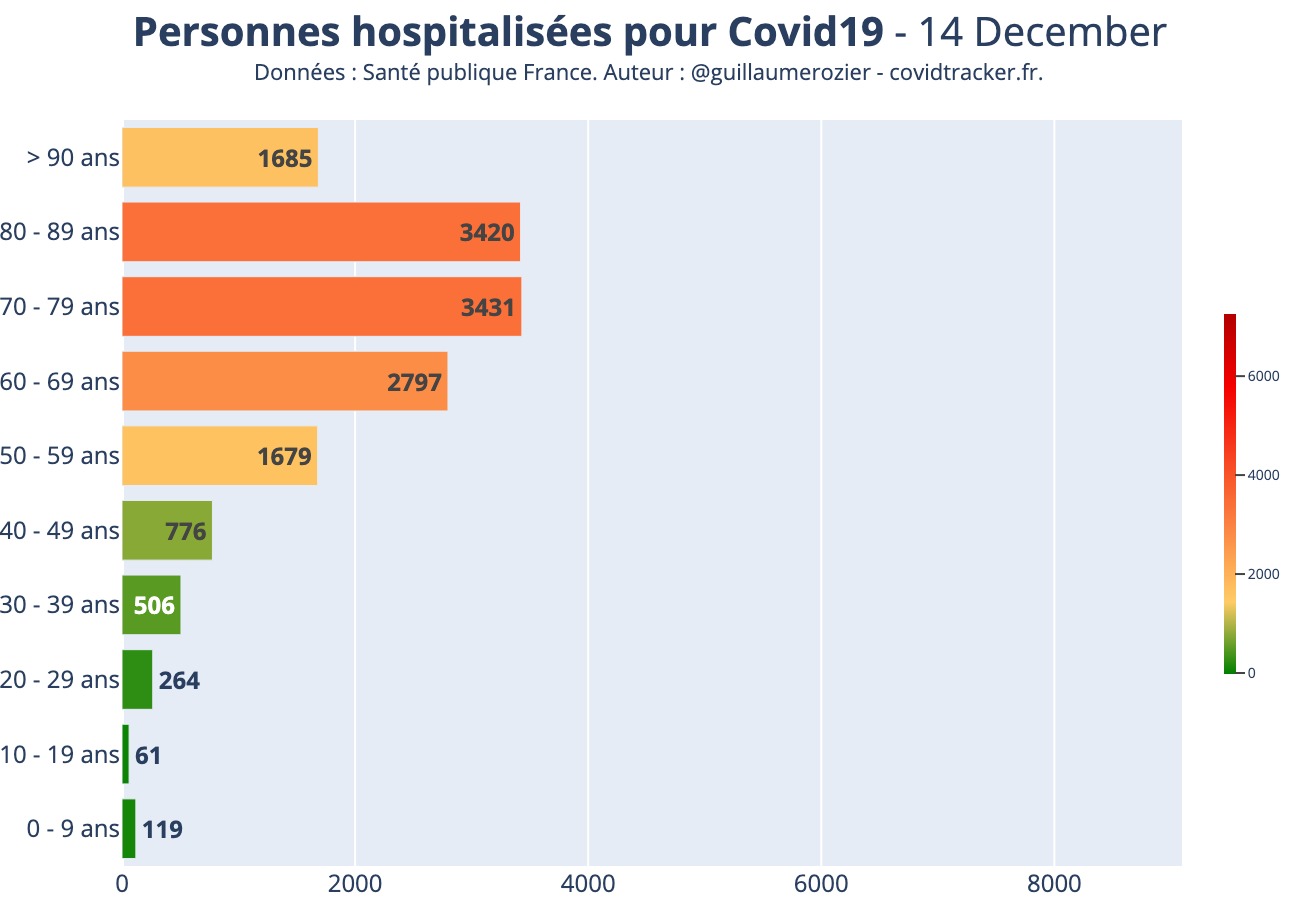 Personnes hospitalisées pour Covid19 - 14 December
Données : Santé publique France. Auteur : @guillaumerozier - covidtracker.fr.
> 90 ans 1685
80 - 89 ans 3420
70 - 79 ans 3431
60 - 69 ans 2797
50 - 59 ans 1679
40 - 49 ans 776
30 - 39 ans 506
20 - 29 ans 264
10 - 19 ans 61
0 - 9 ans 119
0 2000 4000 6000 8000
6000
4000
2000
0